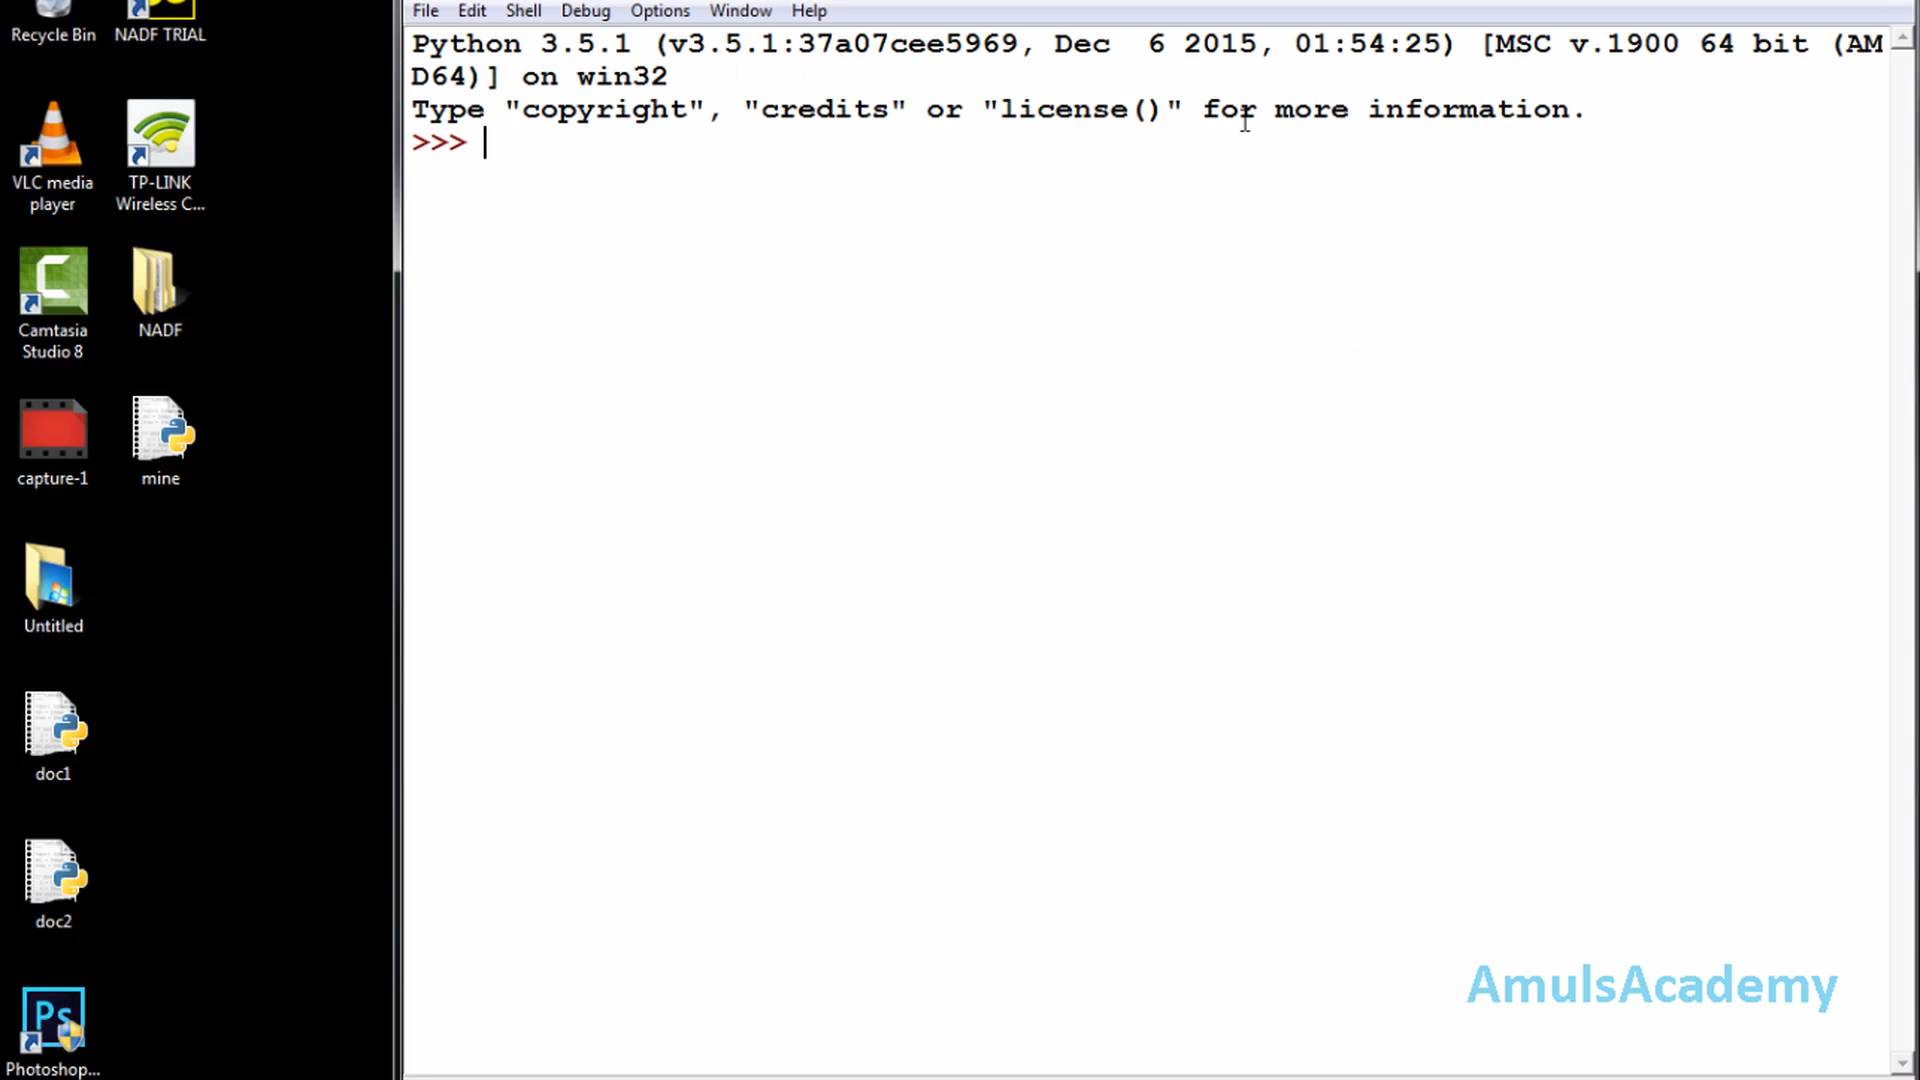 File Edit Shell Debug Options Window Help
Python 3.5.1 (v3.5.1:37a07cee5969, Dec  6 2015, 01:54:25) [MSC v.1900 64 bit (AM
D64)] on win32
Type "copyright", "credits" or "license()" for more information.
>>>
Recycle Bin
NADF TRIAL
VLC media
player
TP-LINK
Wireless C...
Camtasia
Studio 8
NADF
capture-1
mine
Untitled
doc1
doc2
Ps
Photoshop...
AmulsAcademy